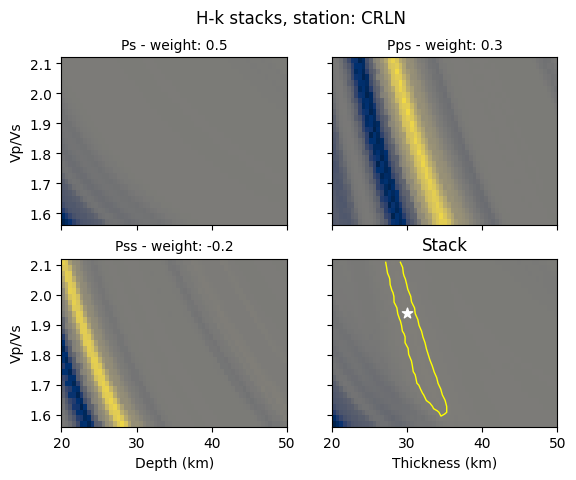 H-k stacks, station: CRLN
Ps - weight: 0.5
Pps - weight: 0.3
2.1
2.0
1.9
1.8
1.7
1.6
Vp/Vs
Pss - weight: -0.2
Stack
2.1
2.0
1.9
1.8
1.7
1.6
Vp/Vs
20 30 40 50
20 30 40 50
Depth (km)
Thickness (km)